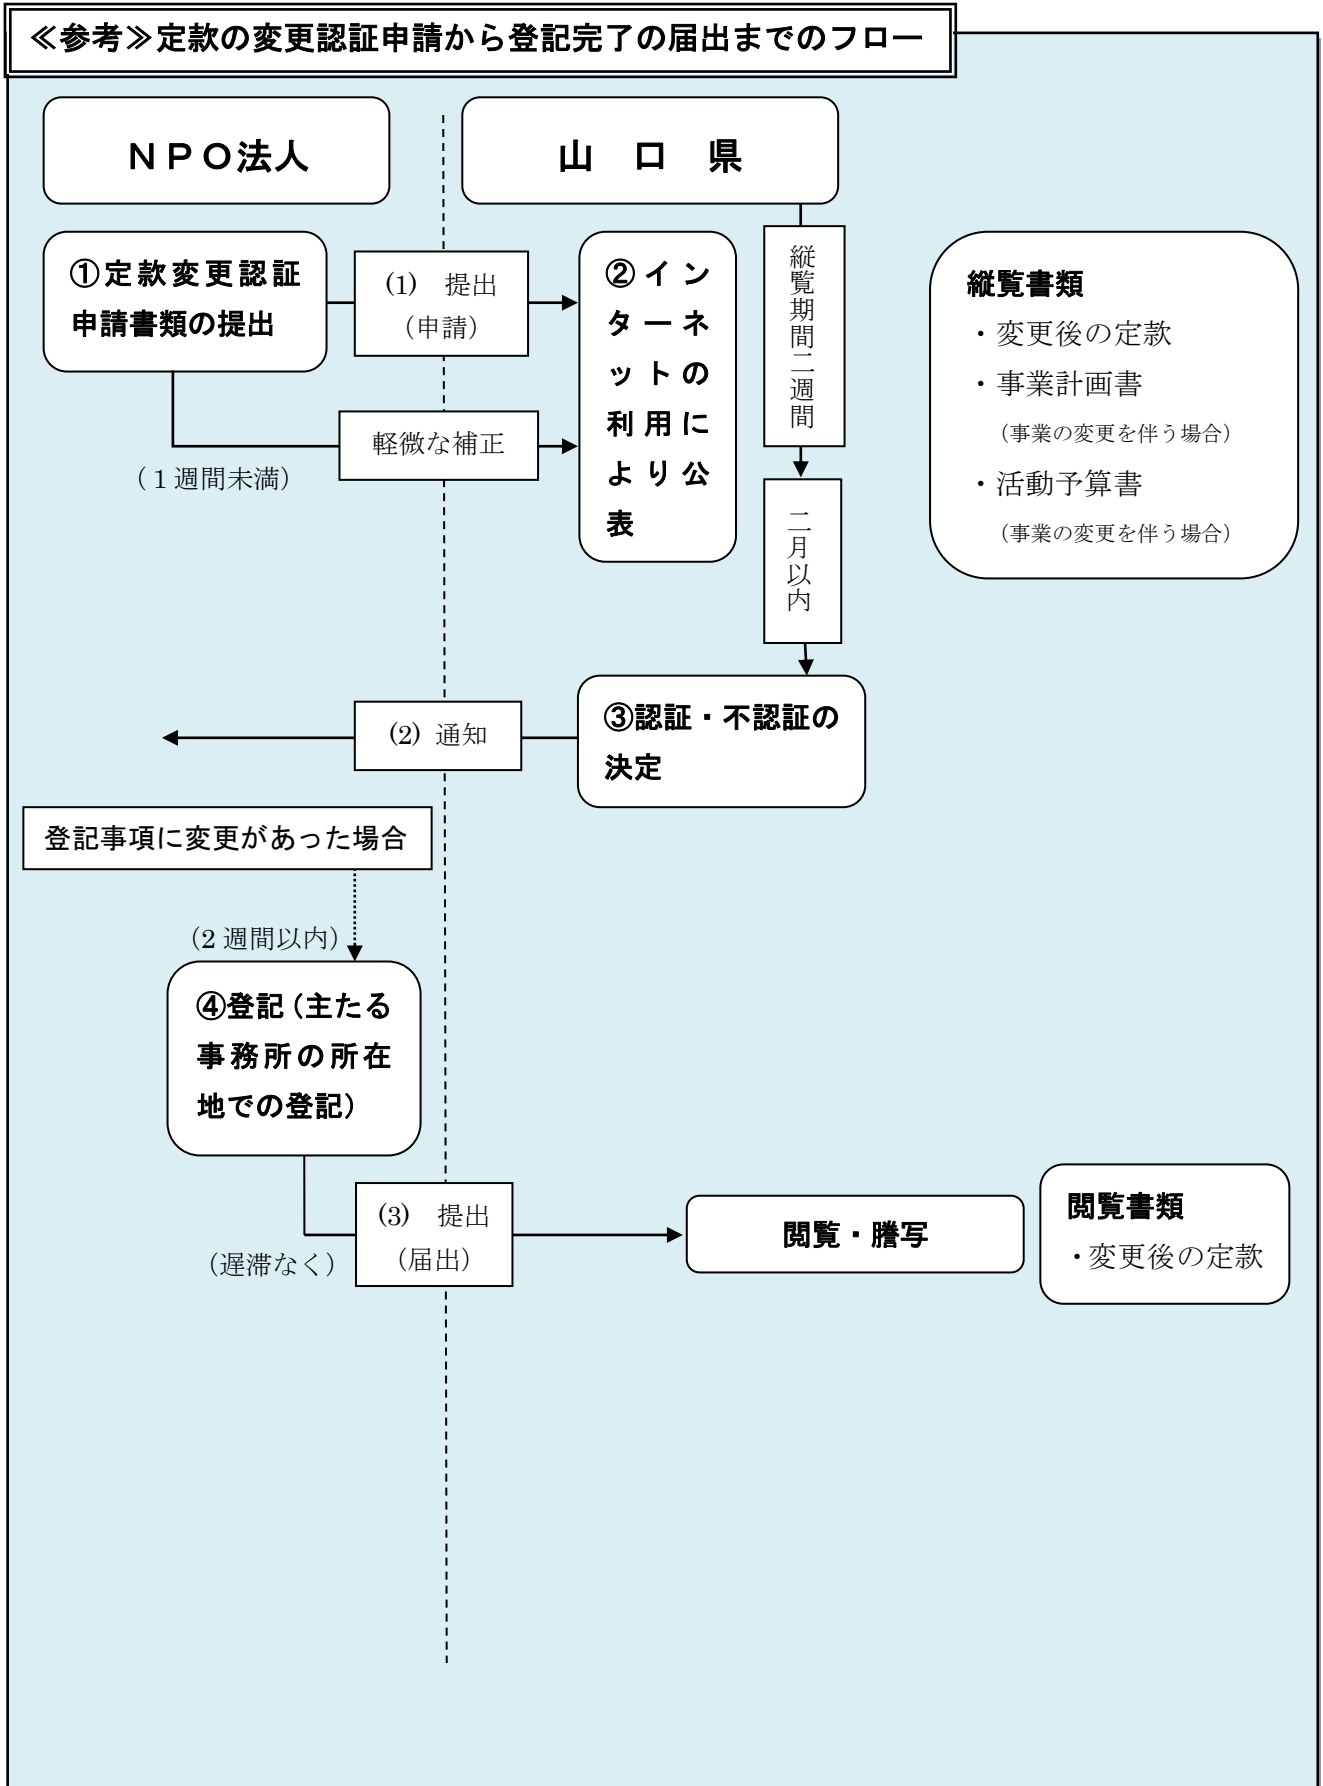 ≪参考≫定款の変更認証申請から登記完了の届出までのフロー
ＮＰＯ法人
山　口　県
①定款変更認証
申請書類の提出
(1)　提出
（申請）
②イン
ターネ
ットの
利用に
より公
表
縦覧期間二週間
縦覧書類
・変更後の定款
・事業計画書
（事業の変更を伴う場合）
・活動予算書
（事業の変更を伴う場合）
軽微な補正
（１週間未満）
二月以内
③認証・不認証の
決定
(2) 通知
登記事項に変更があった場合
（2 週間以内）
④登記（主たる
事務所の所在
地での登記）
(3)　提出
（届出）
（遅滞なく）
閲覧・謄写
閲覧書類
・変更後の定款